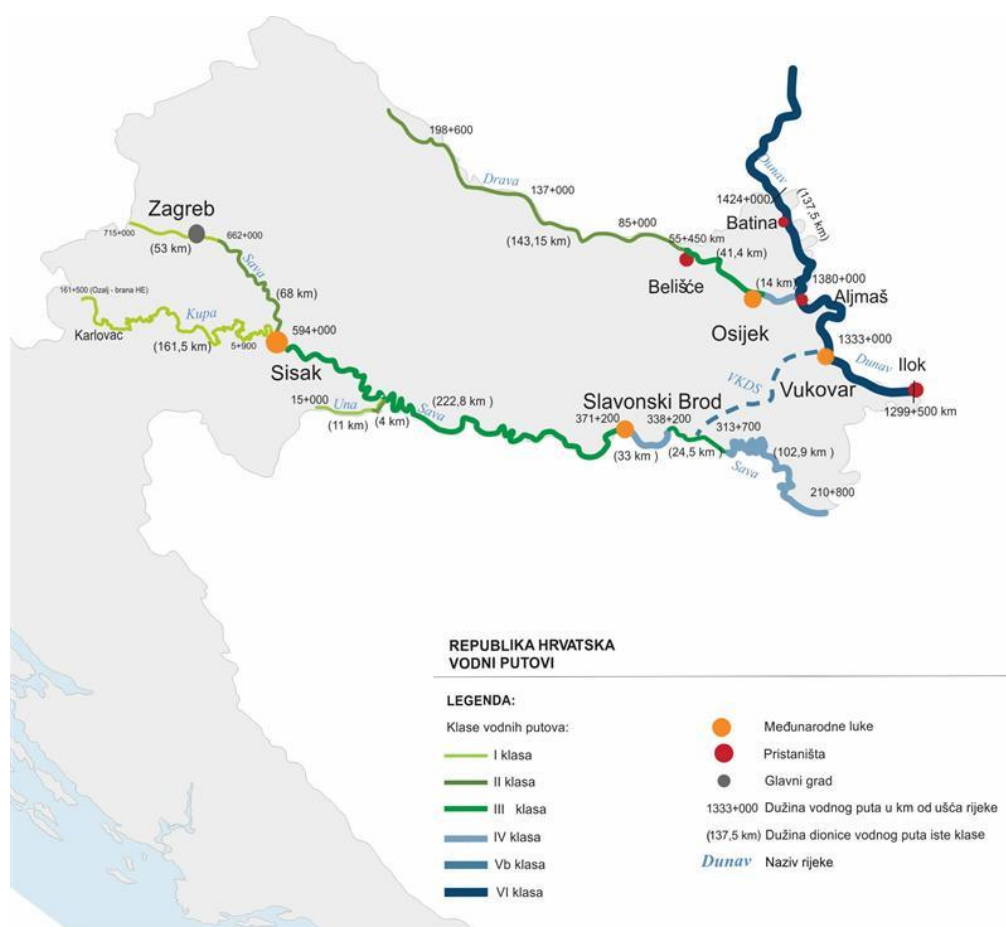 198+600
Drava
137+000
Dunav
1424+000
(137,5 km)
Zagreb
715+000
(53 km)
662+000
(143,15 km)
85+000
55+450 km
(41,4 km)
Batina
Sava
(68 km)
Belišće
(14 km)
1380+000
Aljmaš
161+500 (Ozalj - brana HE)
Kupa
Karlovac
(161,5 km)
5+900
594+000
Sisak
Osijek
1333+000
Dunav
Ilok
VKDS
Vukovar
1299+500 km
15+000
Una
(11 km)
(4 km)
Sava
(222,8 km )
Slavonski Brod
371+200
338+200
313+700
(33 km )
(24,5 km )
Sava
(102,9 km )
210+800
REPUBLIKA HRVATSKA
VODNI PUTOVI
LEGENDA:
Klase vodnih putova:
I klasa
II klasa
III klasa
IV klasa
Vb klasa
VI klasa
Međunarodne luke
Pristaništa
Glavni grad
1333+000 Dužina vodnog puta u km od ušća rijeke
(137,5 km) Dužina dionice vodnog puta iste klase
Dunav Naziv rijeke